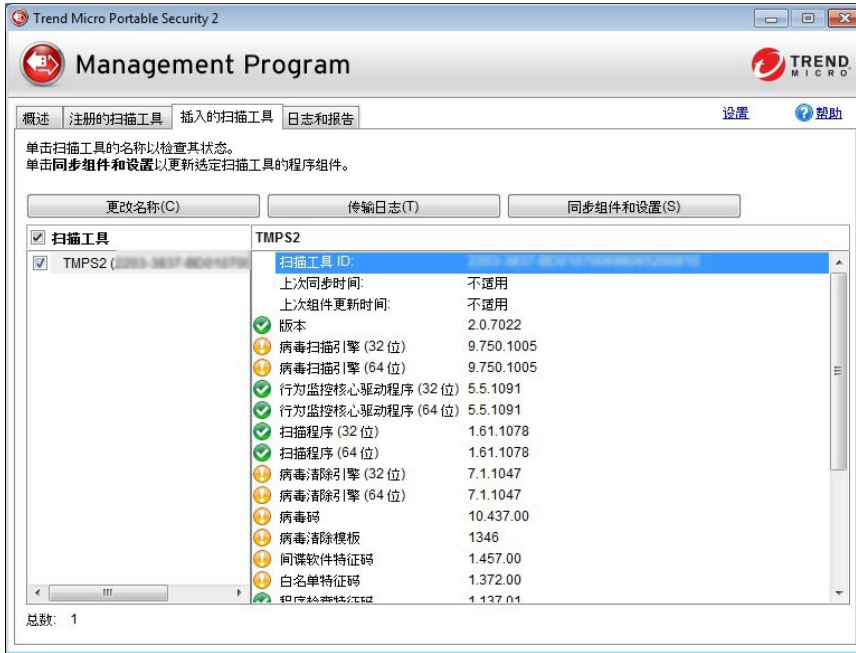 Trend Micro Portable Security 2
Management Program
TREND
MICRO
概述 注册的扫描工具 插入的扫描工具 日志和报告 设置 帮助
单击扫描工具的名称以检查其状态。
单击同步组件和设置以更新选定扫描工具的程序组件。
更改名称(C) 传输日志(T) 同步组件和设置(S)
扫描工具 TMPS2
TMPS2 ( 扫描工具 ID:
上次同步时间: 不适用
上次组件更新时间: 不适用
版本 2.0.7022
病毒扫描引擎 (32 位) 9.750.1005
病毒扫描引擎 (64 位) 9.750.1005
行为监控核心驱动程序 (32 位) 5.5.1091
行为监控核心驱动程序 (64 位) 5.5.1091
扫描程序 (32 位) 1.61.1078
扫描程序 (64 位) 1.61.1078
病毒清除引擎 (32 位) 7.1.1047
病毒清除引擎 (64 位) 7.1.1047
病毒码 10.437.00
病毒清除模板 1346
间谍软件特征码 1.457.00
白名单特征码 1.372.00
程序检查特征码 1.137.01
总数: 1